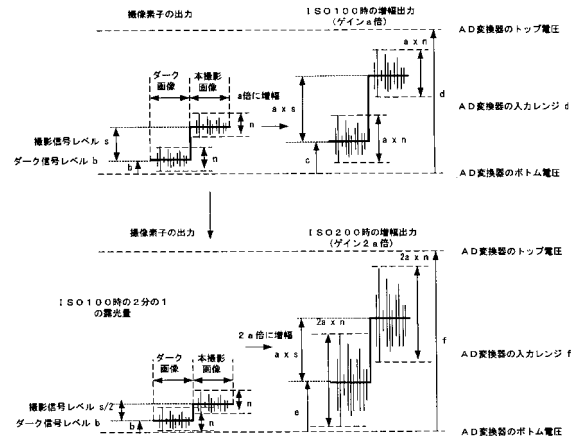 撮像素子の出力
ISO100時の増幅出力
(ゲインa倍)
AD変換器のトップ電圧
ダーク
画像
本撮影
画像
a倍に増幅
a x n
a x s
d
AD変換器の入力レンジ d
撮影信号レベル s
n
a x n
ダーク信号レベル b
b
n
c
AD変換器のボトム電圧
撮像素子の出力
ISO200時の増幅出力
(ゲイン2a倍)
AD変換器のトップ電圧
2a x n
ISO100時の2分の1
の露光量
2a倍に増幅
2a x n
a x s
f
ダーク
画像
本撮影
画像
AD変換器の入力レンジ f
撮影信号レベル s/2
n
ダーク信号レベル b
b
n
e
AD変換器のボトム電圧